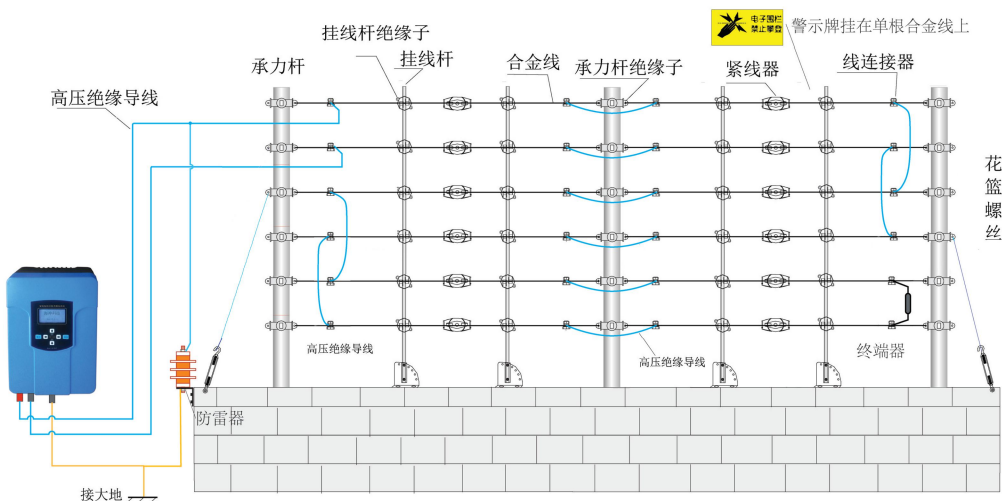 电子围栏
禁止攀登
警示牌挂在单根合金线上
挂线杆绝缘子
挂线杆
合金线
承力杆绝缘子
紧线器
线连接器
承力杆
高压绝缘导线
花篮螺丝
高压绝缘导线
高压绝缘导线
终端器
防雷器
接大地